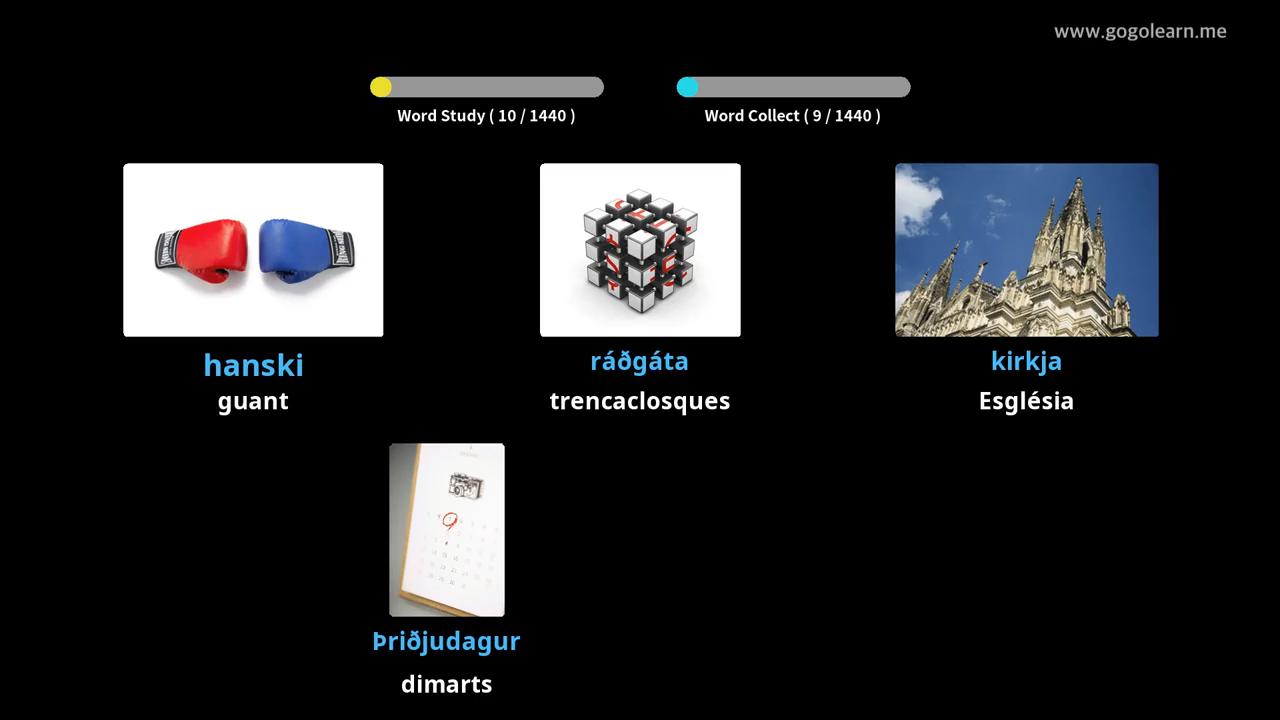 www.gogolearn.me
Word Study ( 10 / 1440 )
Word Collect ( 9 / 1440 )
hanski
guant
ráðgáta
trencaclosques
kirkja
Església
Þriðjudagur
dimarts